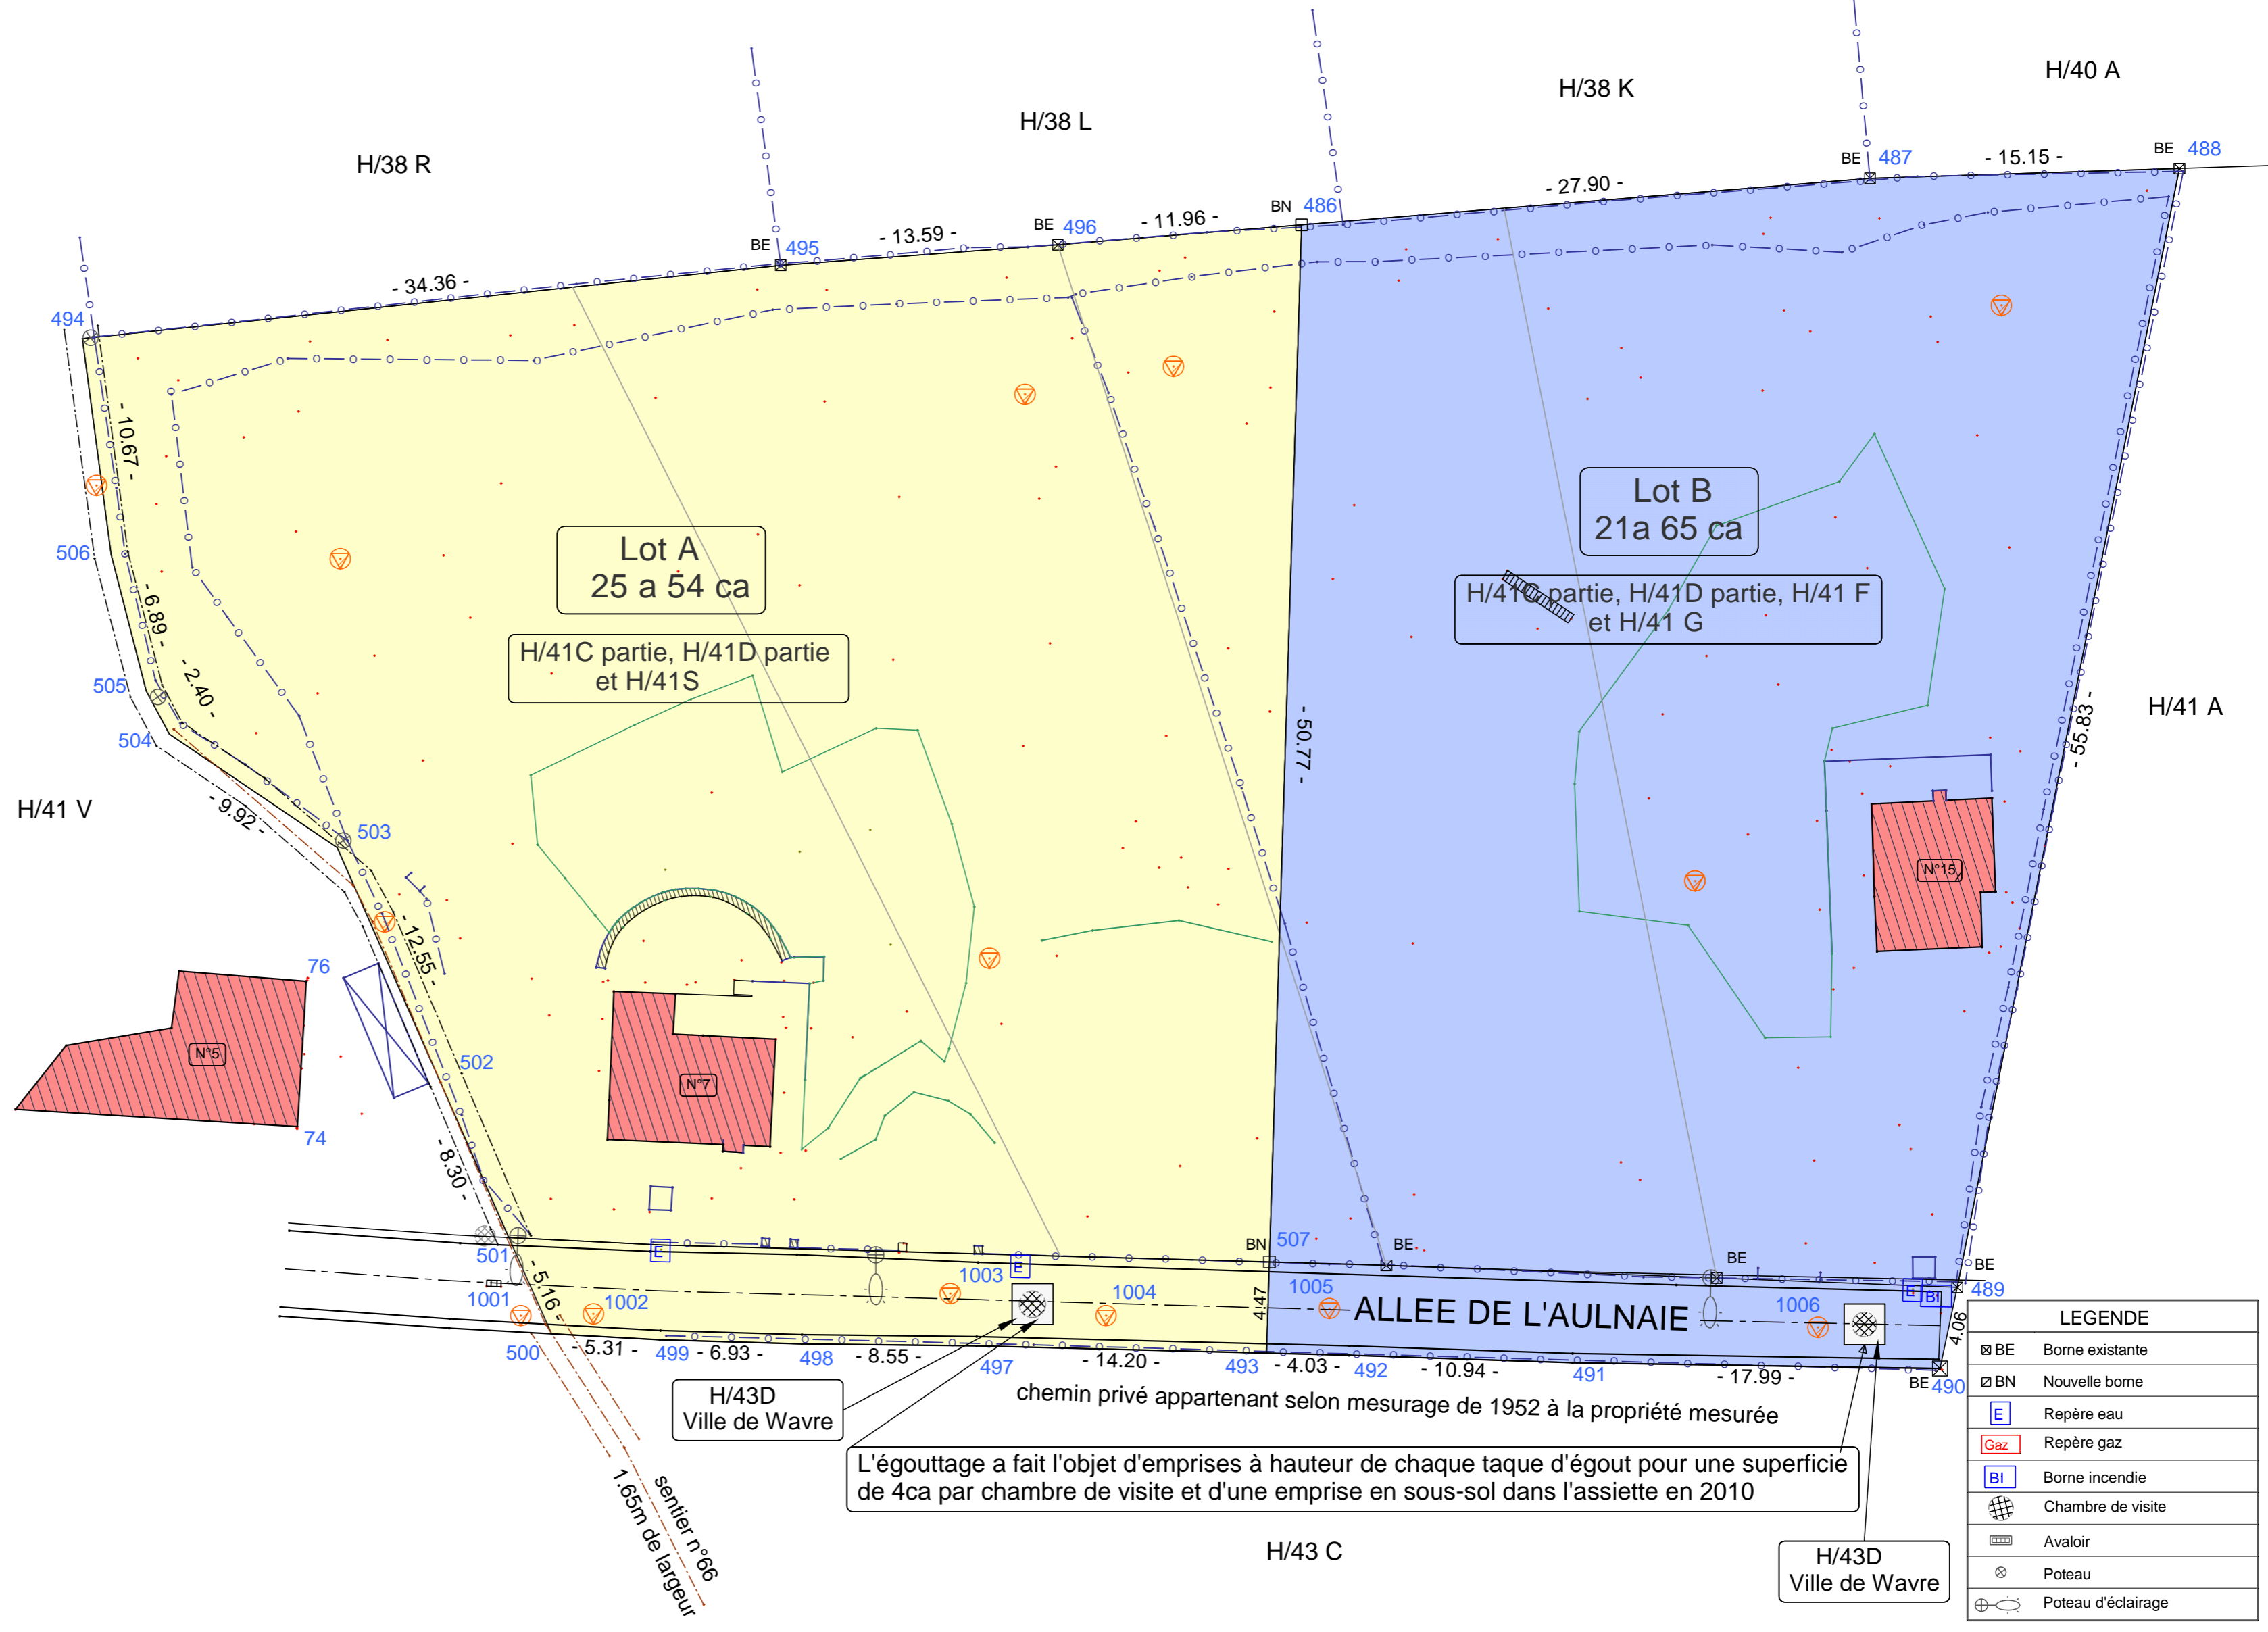 H/40 A
H/38 K
H/38 L
H/38 R
BE 488
- 15.15 -
BE 487
- 27.90 -
BN 486
- 11.96 -
BE 496
- 13.59 -
BE 495
- 34.36 -
494
- 10.67 -
506
- 6.89 -
505
- 2.40 -
504
- 9.92 -
503
H/41 V
Lot A
25 a 54 ca
H/41C partie, H/41D partie
et H/41S
Lot B
21a 65 ca
H/41C partie, H/41D partie, H/41 F
et H/41 G
- 50.77 -
- 55.83 -
H/41 A
N°15
- 12.55 -
76
N°5
74
502
N°7
- 8.30 -
501
- 5.16 -
E
1001
1002
1003
E
1004
BN 507
1005
4.47
BE
BE
ALLEE DE L'AULNAIE
1006
E
BI
BE
489
4.06
BE 490
500
- 5.31 -
499
- 6.93 -
498
- 8.55 -
497
- 14.20 -
493
- 4.03 -
492
- 10.94 -
491
- 17.99 -
chemin privé appartenant selon mesurage de 1952 à la propriété mesurée
H/43D
Ville de Wavre
L'égouttage a fait l'objet d'emprises à hauteur de chaque taque d'égout pour une superficie
de 4ca par chambre de visite et d'une emprise en sous-sol dans l'assiette en 2010
sentier n°66
1.65m de largeur
H/43 C
H/43D
Ville de Wavre
LEGENDE
BE Borne existante
BN Nouvelle borne
E Repère eau
Gaz Repère gaz
BI Borne incendie
Chambre de visite
Avaloir
Poteau
Poteau d'éclairage